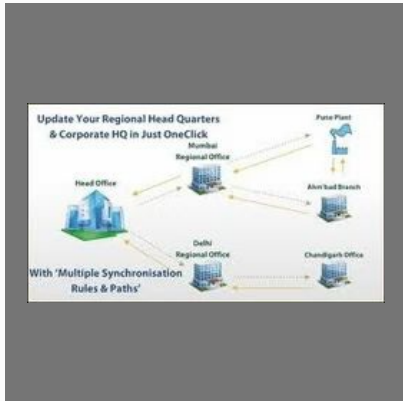 Update Your Regional Head Quarters
& Corporate HQ in Just OneClick
Pune Plant
Mumbai
Regional Office
Head Office
Ahm'bad Branch
Delhi
Regional Office
Chandigarh Office
With 'Multiple Synchronisation
Rules & Paths'